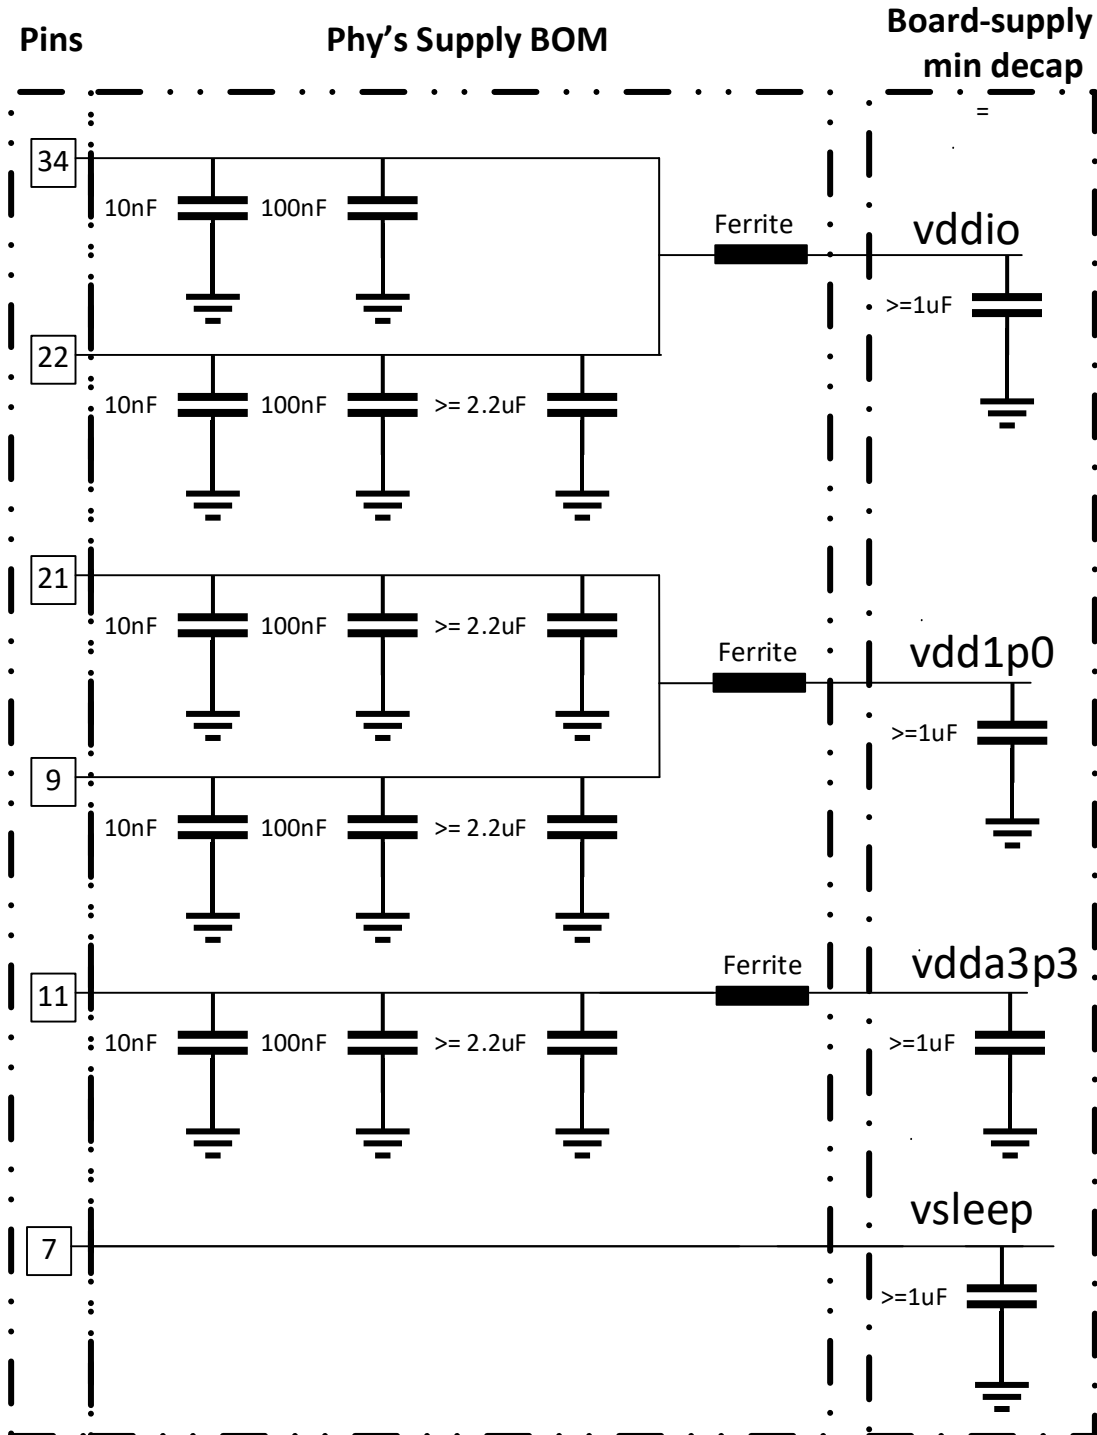 Pins
Phy's Supply BOM
Board-supply
min decap
=
34
10nF
100nF
Ferrite
vddio
>=1uF
22
10nF
100nF
>= 2.2uF
21
10nF
100nF
>= 2.2uF
Ferrite
vdd1p0
>=1uF
9
10nF
100nF
>= 2.2uF
11
Ferrite
vdda3p3
10nF
100nF
>= 2.2uF
>=1uF
7
vsleep
>=1uF